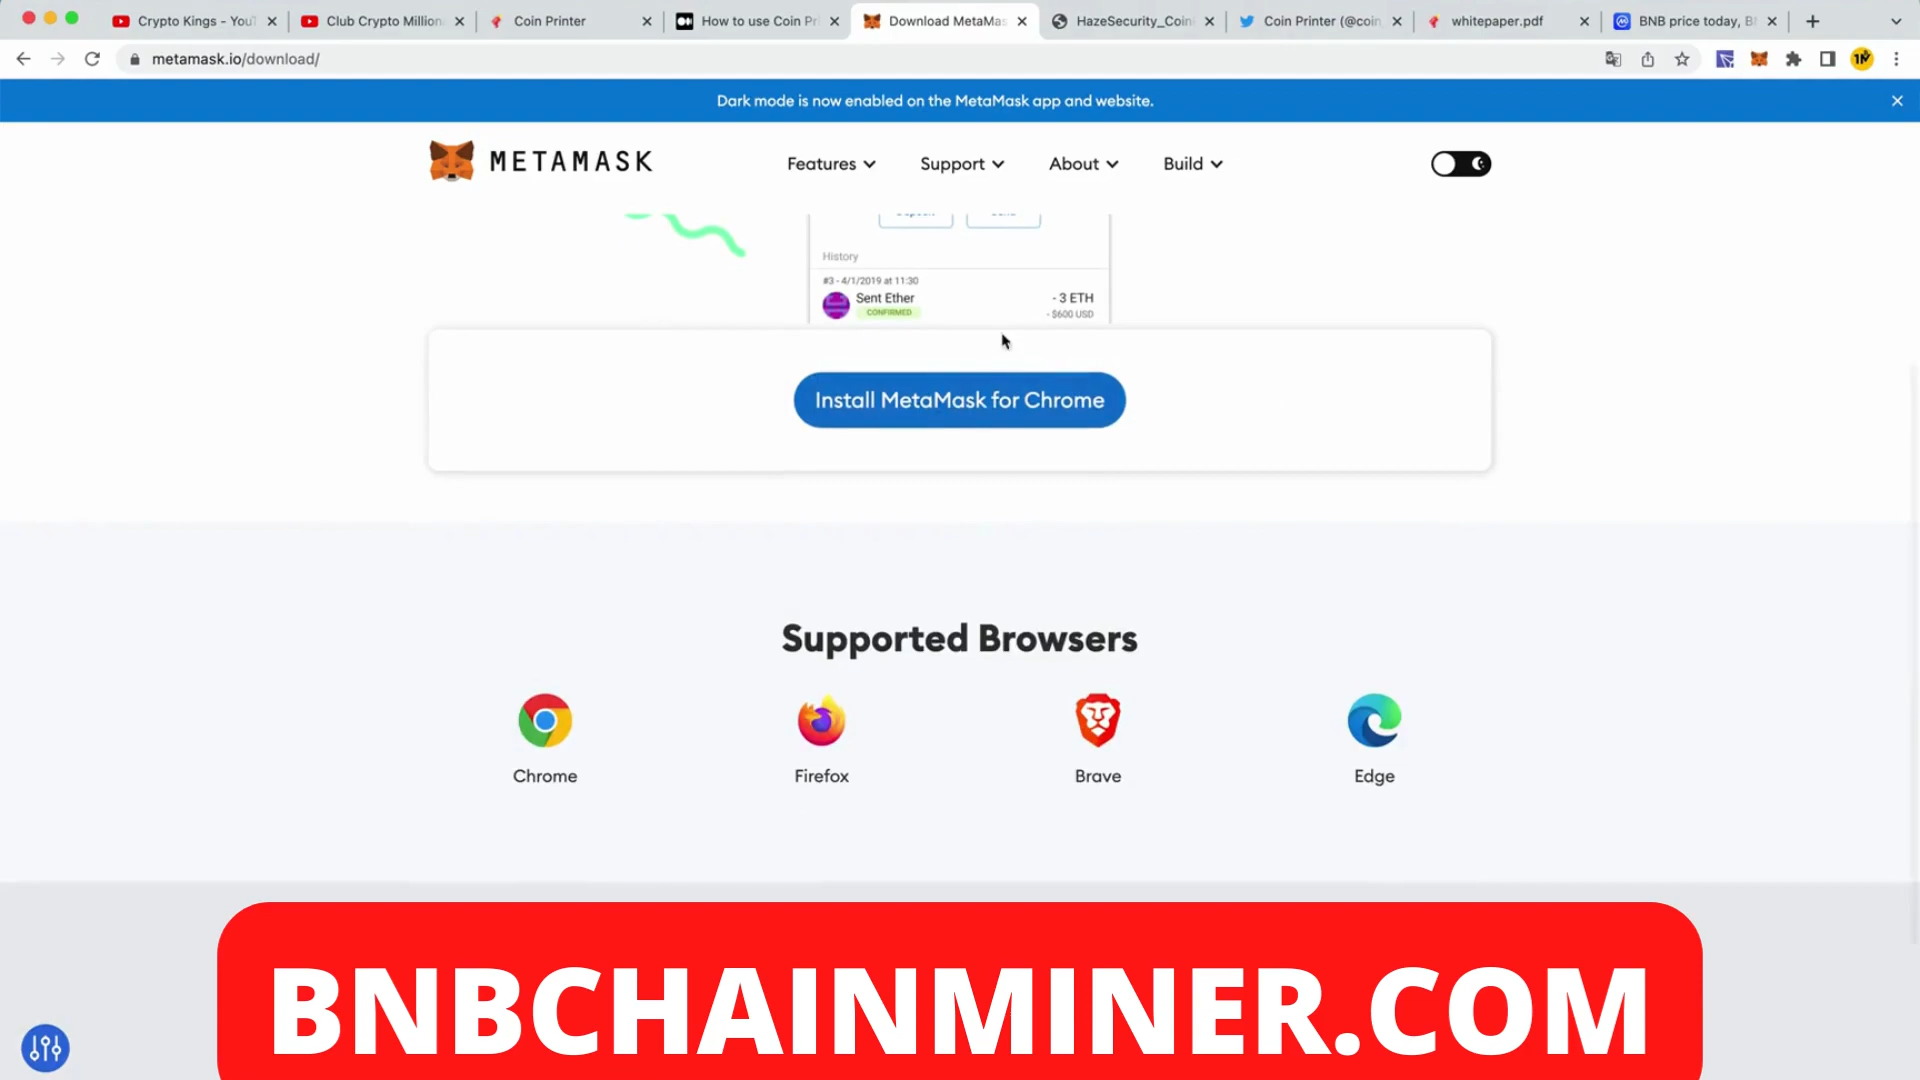 Crypto Kings - YouT
Club Crypto Million
Coin Printer
How to use Coin Pri
Download MetaMas
HazeSecurity_Coin
Coin Printer (@coin_
whitepaper.pdf
BNB price today, B
metamask.io/download/
Dark mode is now enabled on the MetaMask app and website.
METAMASK
Features
Support
About
Build
History
#3 - 4/1/2019 at 11:30
Sent Ether
- 3 ETH
CONFIRMED
- $600 USD
Install MetaMask for Chrome
Supported Browsers
Chrome
Firefox
Brave
Edge
BNBCHAINMINER.COM